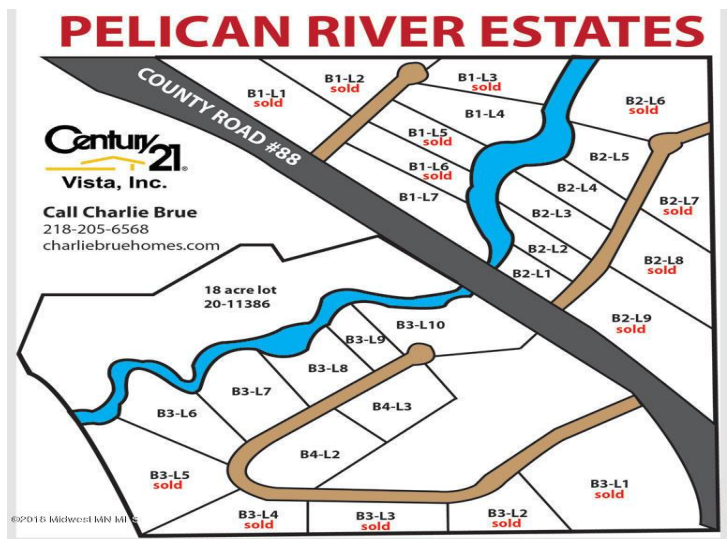 PELICAN RIVER ESTATES
COUNTY ROAD #88
B1-L1
sold
B1-L2
sold
B1-L3
sold
B1-L4
B1-L5
sold
B1-L6
sold
B1-L7
B2-L6
sold
B2-L5
B2-L4
B2-L3
B2-L2
B2-L1
B2-L7
sold
B2-L8
sold
B2-L9
sold
Century 21®
Vista, Inc.
Call Charlie Brue
218-205-6568
charliebruehomes.com
18 acre lot
20-11386
B3-L10
B3-L9
B3-L8
B3-L7
B3-L6
B4-L3
B4-L2
B3-L5
sold
B3-L4
sold
B3-L3
sold
B3-L2
sold
B3-L1
sold
©2018 Midwest MN MLS